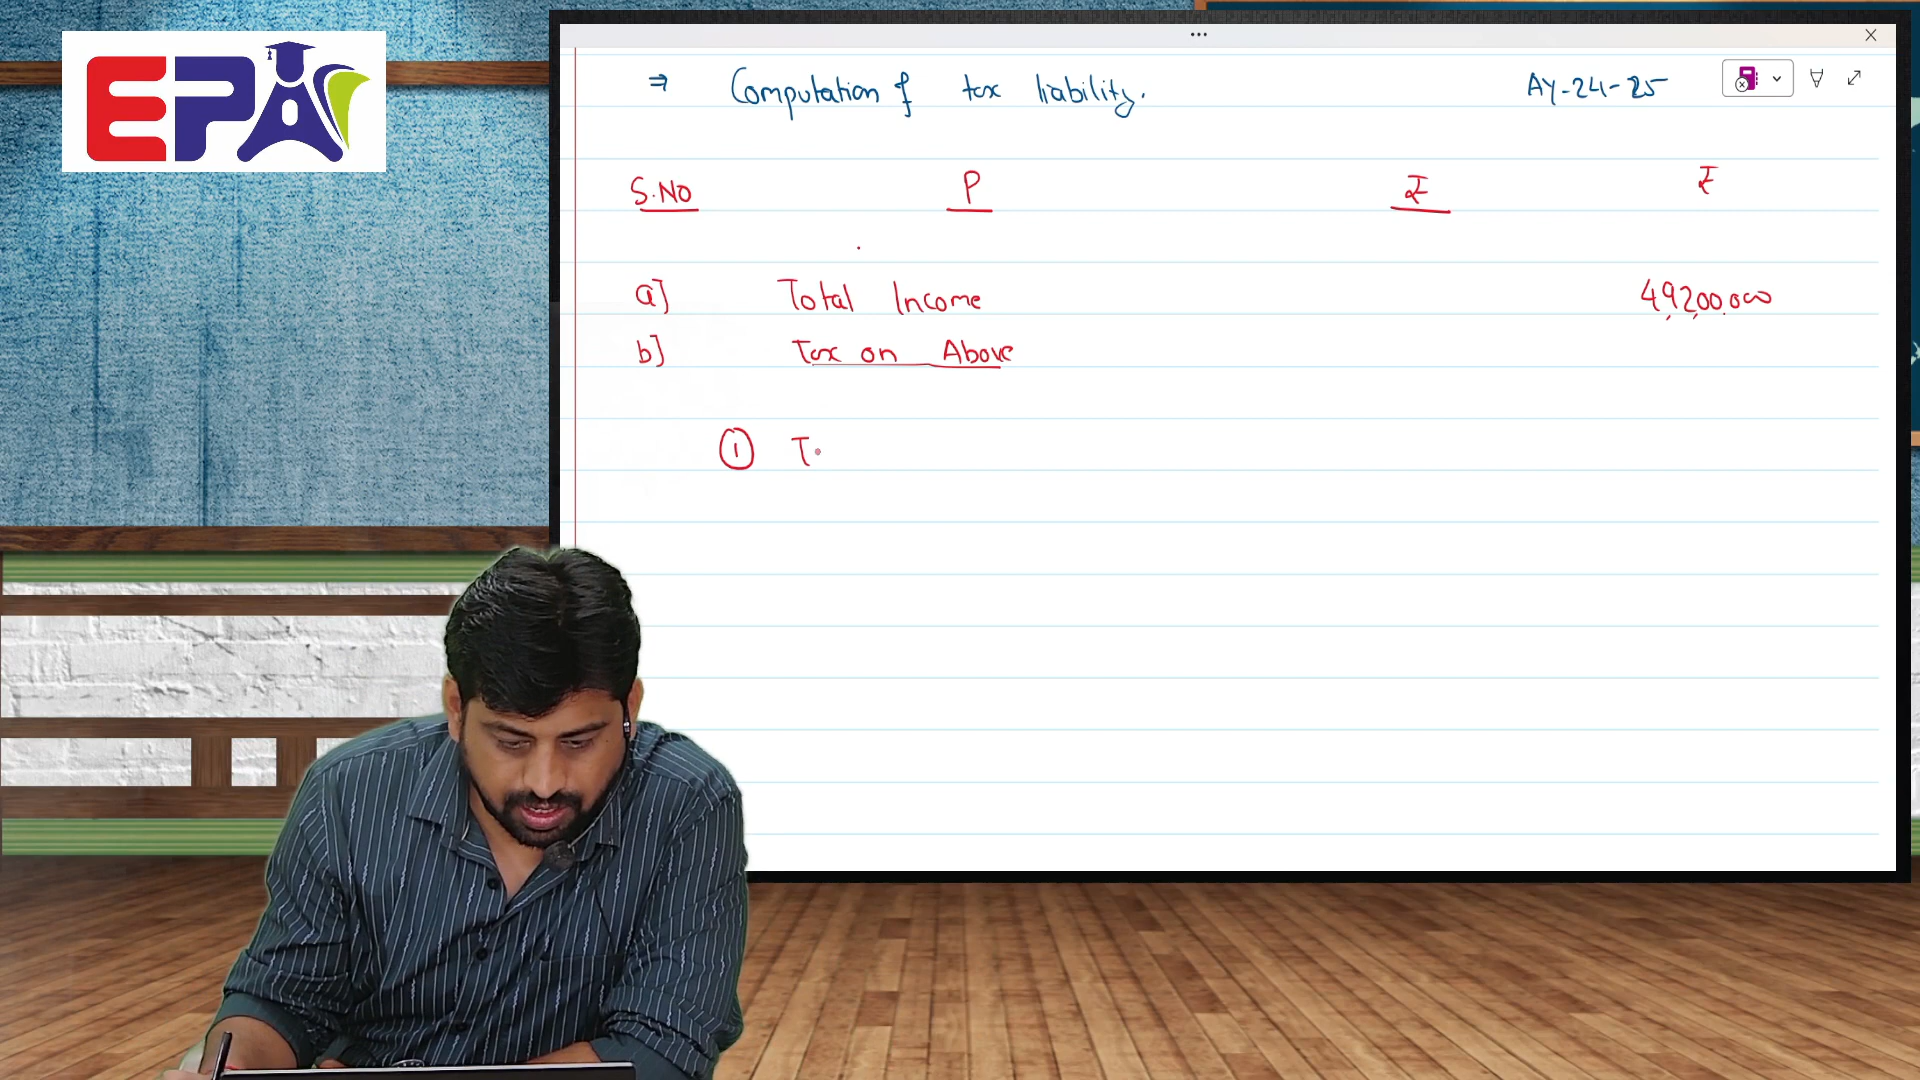 EPA
⇒ Computation of tax liability. AY-24-25
S.NO P ₹ ₹
a] Total Income 49,200,000
b] Tax on Above
① T